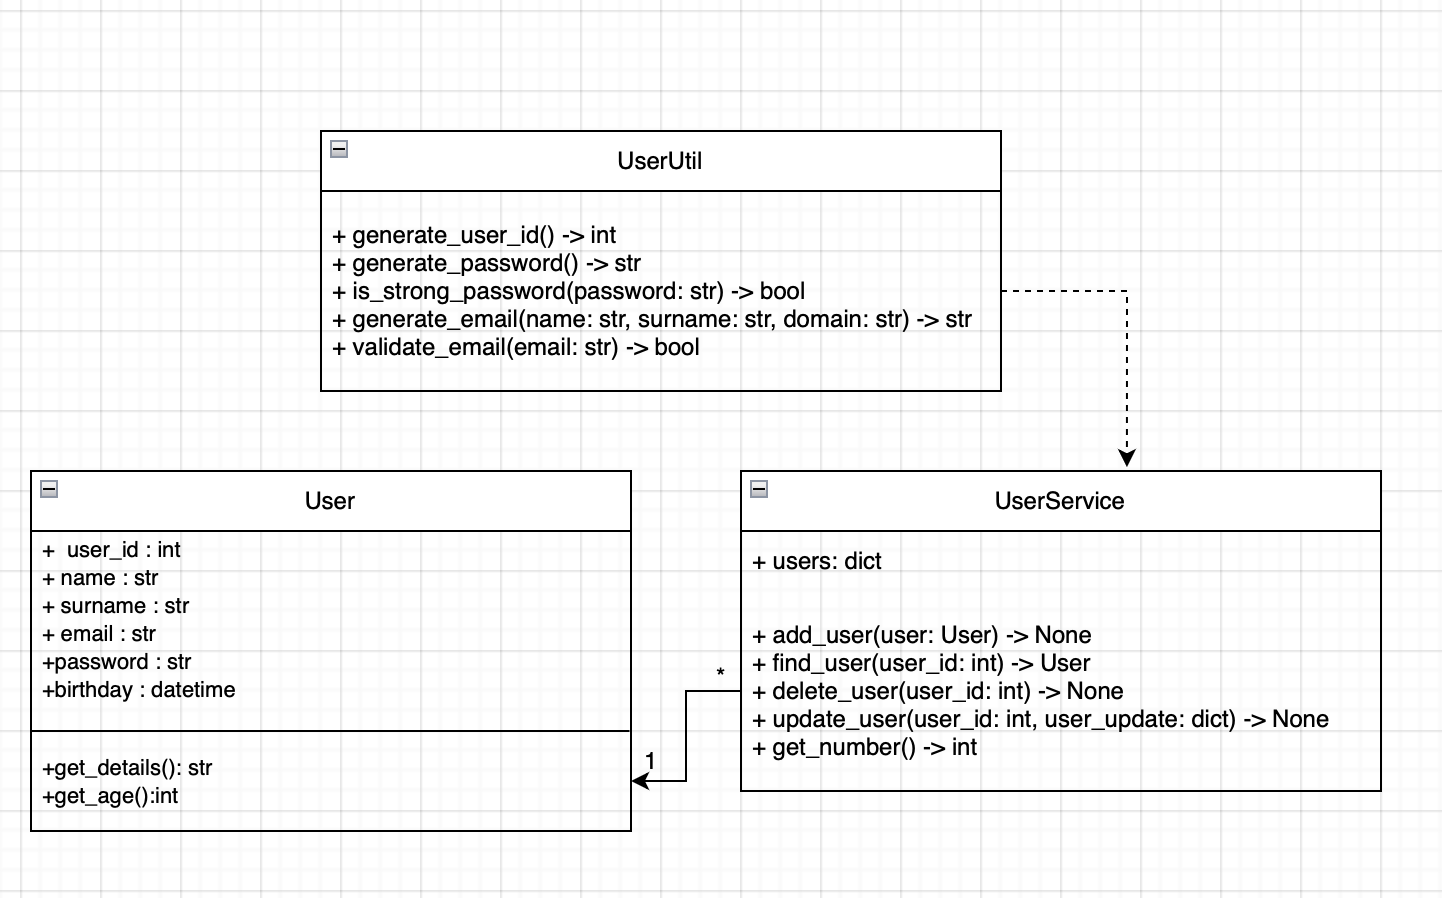 UserUtil
+ generate_user_id() -> int
+ generate_password() -> str
+ is_strong_password(password: str) -> bool
+ generate_email(name: str, surname: str, domain: str) -> str
+ validate_email(email: str) -> bool
User
+  user_id : int
+ name : str
+ surname : str
+ email : str
+password : str
+birthday : datetime
+get_details(): str
+get_age():int
1
*
UserService
+ users: dict
+ add_user(user: User) -> None
+ find_user(user_id: int) -> User
+ delete_user(user_id: int) -> None
+ update_user(user_id: int, user_update: dict) -> None
+ get_number() -> int